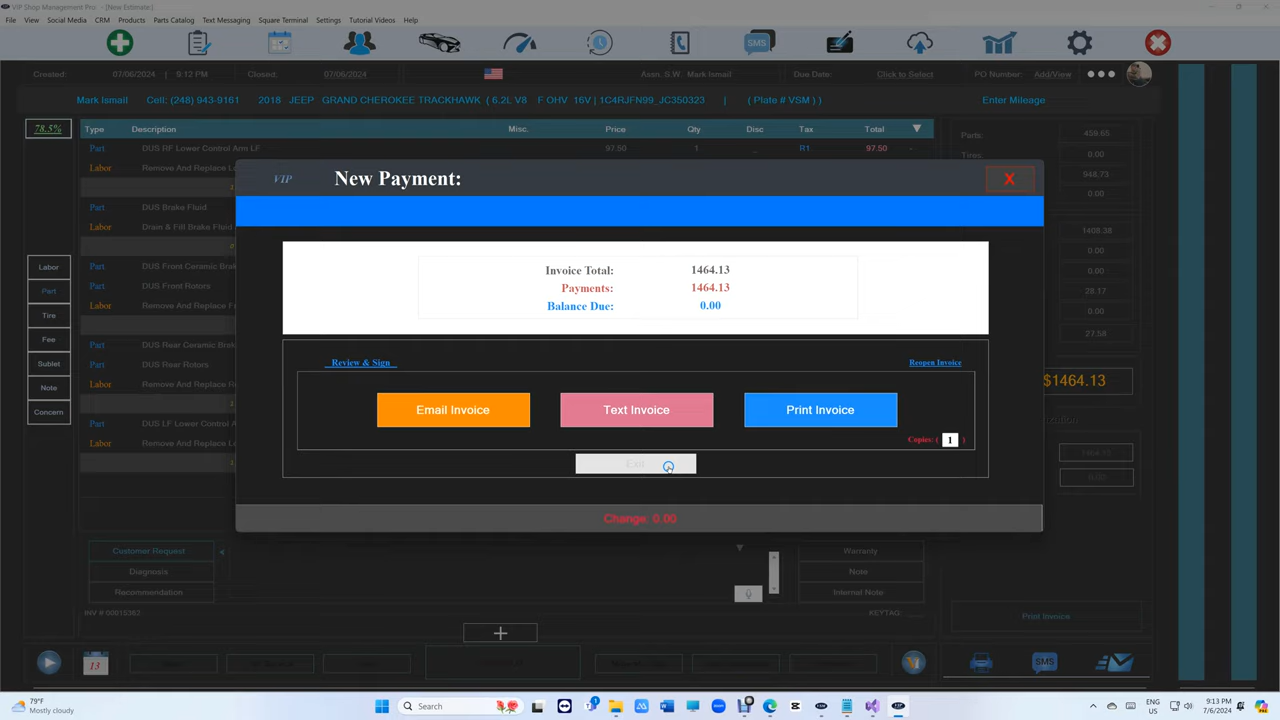 VIP Shop Management Pro - [New Estimate:]
File View Social Media CRM Products Parts Catalog Text Messaging Square Terminal Settings Tutorial Videos Help
SMS
Created: 07/06/2024 9:12 PM Closed: 07/06/2024 Assn. S.W. Mark Ismail Due Date: Click to Select PO Number: Add/View
Mark Ismail Cell: (248) 943-9161 2018 JEEP GRAND CHEROKEE TRACKHAWK ( 6.2L V8 F OHV 16V | 1C4RJFN99_JC350323 | ( Plate # VSM ) ) Enter Mileage
78.5% Type Description Misc. Price Qty Disc Tax Total
Parts: 459.65
Part DUS RF Lower Control Arm LF 97.50 1 R1 97.50 -
Tires: 0.00
Labor Remove And Replace Lo
948.73
VIP New Payment: X
0.00
Part DUS Brake Fluid
Labor Drain & Fill Brake Fluid
1408.38
0.00
Part DUS Front Ceramic Brak
Labor
0.00
Part Part DUS Front Rotors
28.17
Labor Remove And Replace Fr
0.00
Tire
27.58
Fee
Part DUS Rear Ceramic Brak
Sublet Part DUS Rear Rotors
$1464.13
Note Labor Remove And Replace R
Concern
Part DUS LF Lower Control A
Labor Remove And Replace Lo
0.00
Invoice Total: 1464.13
Payments: 1464.13
Balance Due: 0.00
Review & Sign Reopen Invoice
Email Invoice Text Invoice Print Invoice
Copies: ( 1 )
Exit
Change: 0.00
Customer Request
Diagnosis
Recommendation
Warranty
Note
Internal Note
INV # 00015363 KEYTAG:
Print Invoice
+
13
SMS
79°F
Mostly cloudy
Search
ENG
US
9:13 PM
7/6/2024